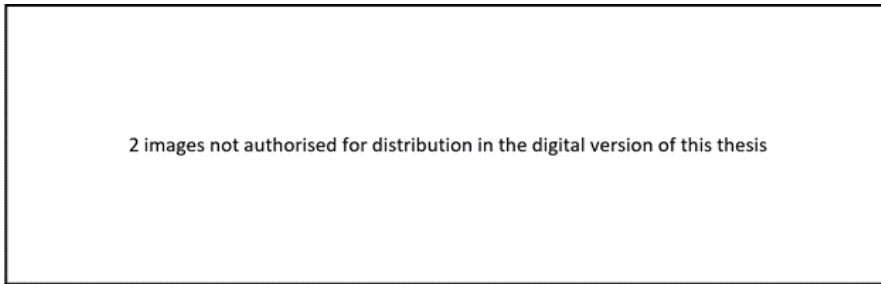 2 images not authorised for distribution in the digital version of this thesis